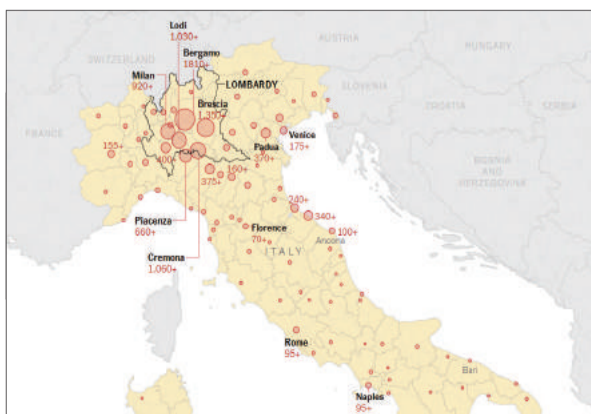 Lodi
1,030+
AUSTRIA
HUNGARY
SWITZERLAND
Bergamo
1810+
Milan
920+
LOMBARDY
SLOVENIA
Brescia
1,350+
CROATIA
SERBIA
FRANCE
Venice
175+
Padua
370+
155+
400+
160+
375+
BOSNIA
AND
HERZEGOVINA
240+
340+
Piacenza
660+
Florence
70+
100+
Ancona
ITALY
Cremona
1,060+
Rome
95+
Bari
Naples
95+